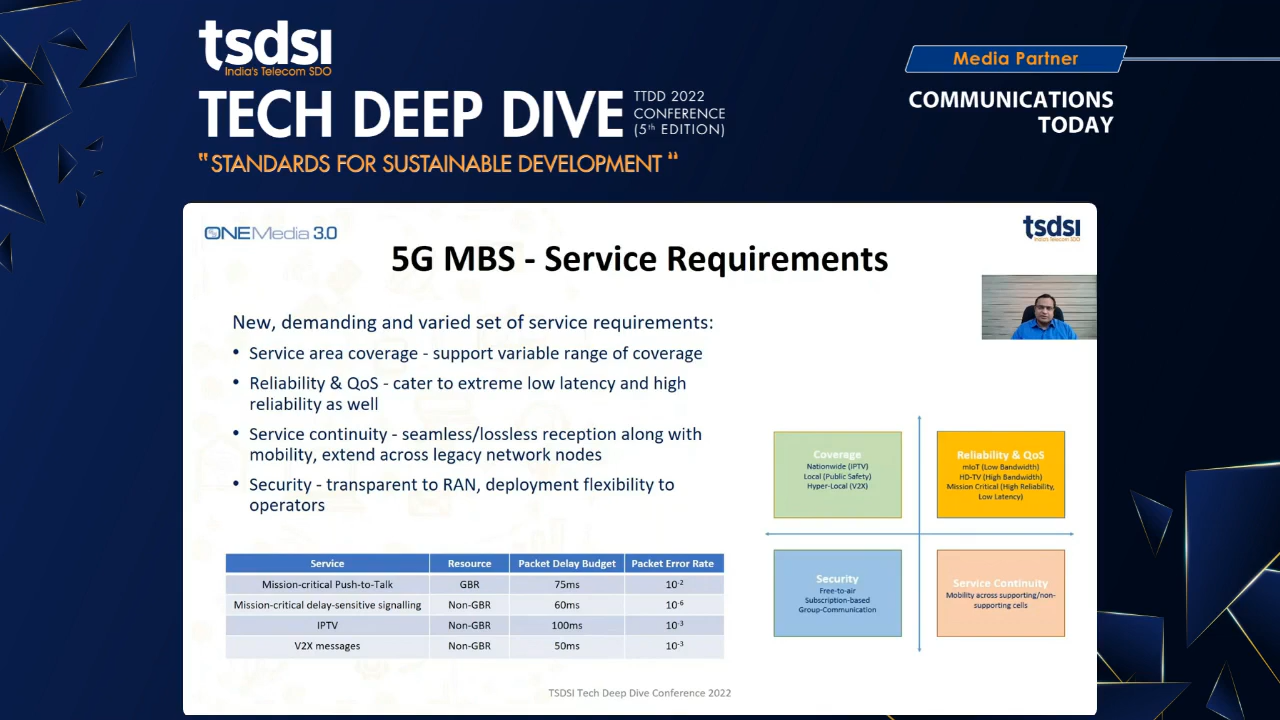 tsdsi
India's Telecom SDO
TECH DEEP DIVE
TTDD 2022
CONFERENCE
(5th EDITION)
"STANDARDS FOR SUSTAINABLE DEVELOPMENT "
Media Partner
COMMUNICATIONS
TODAY
ONEMedia 3.0
tsdsi
India's Telecom SDO
5G MBS - Service Requirements
New, demanding and varied set of service requirements:
• Service area coverage - support variable range of coverage
• Reliability & QoS - cater to extreme low latency and high
reliability as well
• Service continuity - seamless/lossless reception along with
mobility, extend across legacy network nodes
• Security - transparent to RAN, deployment flexibility to
operators
Service Resource Packet Delay Budget Packet Error Rate
Mission-critical Push-to-Talk GBR 75ms 10-2
Mission-critical delay-sensitive signalling Non-GBR 60ms 10-6
IPTV Non-GBR 100ms 10-3
V2X messages Non-GBR 50ms 10-3
Coverage
Nationwide (IPTV)
Local (Public Safety)
Hyper-Local (V2X)
Reliability & QoS
mIoT (Low Bandwidth)
HD-TV (High Bandwidth)
Mission Critical (High Reliability,
Low Latency)
Security
Free-to-air
Subscription-based
Group-Communication
Service Continuity
Mobility across supporting/non-
supporting cells
TSDSI Tech Deep Dive Conference 2022